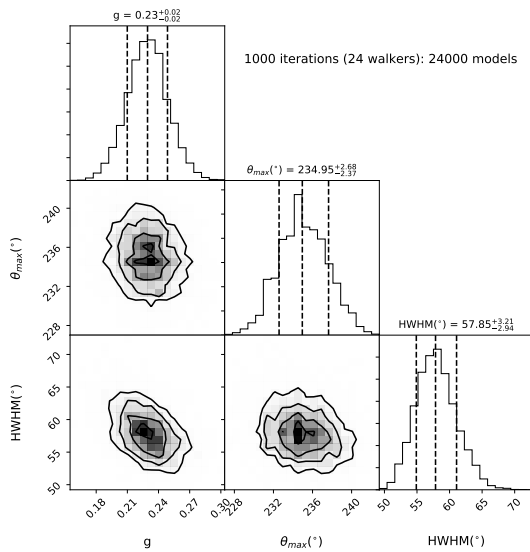 g = 0.23+0.02−0.02
1000 iterations (24 walkers): 24000 models
θmax(°) = 234.95+2.68−2.37
θmax(°)
240
236
232
228
HWHM(°) = 57.85+3.21−2.94
HWHM(°)
70
65
60
55
50
0.18 0.21 0.24 0.27 0.30
228 232 236 240
50 55 60 65 70
g θmax(°) HWHM(°)